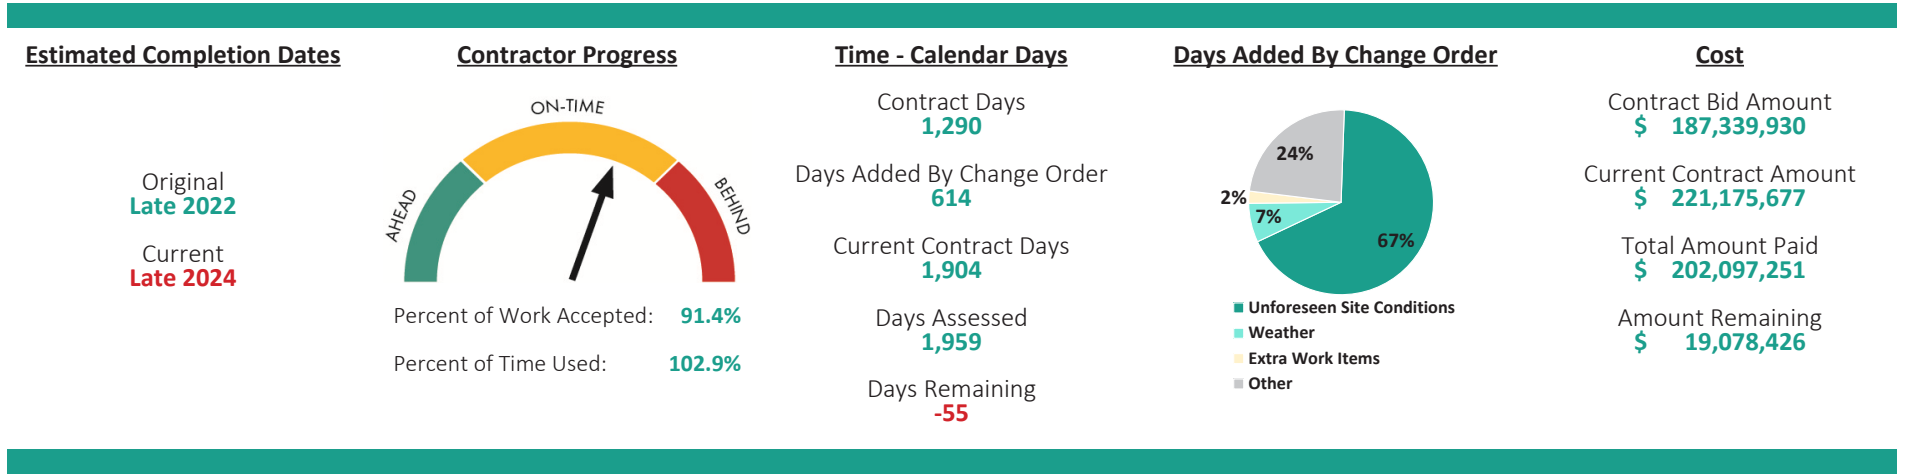 Estimated Completion Dates
Original
Late 2022
Current
Late 2024
Contractor Progress
ON-TIME
AHEAD
BEHIND
Percent of Work Accepted: 91.4%
Percent of Time Used: 102.9%
Time - Calendar Days
Contract Days
1,290
Days Added By Change Order
614
Current Contract Days
1,904
Days Assessed
1,959
Days Remaining
-55
Days Added By Change Order
24%
2%
7%
67%
Unforeseen Site Conditions
Weather
Extra Work Items
Other
Cost
Contract Bid Amount
$ 187,339,930
Current Contract Amount
$ 221,175,677
Total Amount Paid
$ 202,097,251
Amount Remaining
$ 19,078,426